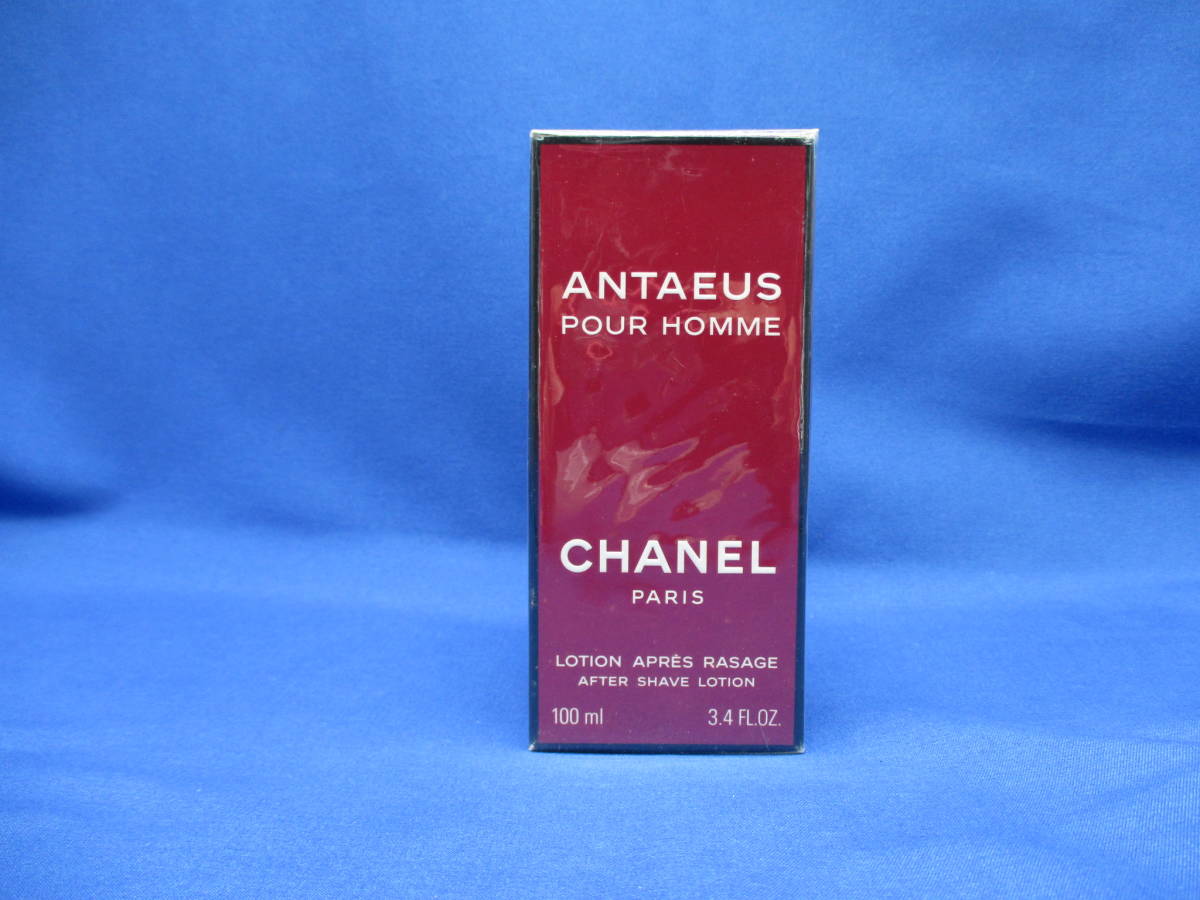 ANTAEUS
POUR HOMME
CHANEL
PARIS
LOTION APRÈS RASAGE
AFTER SHAVE LOTION
100 ml 3.4 FL.OZ.